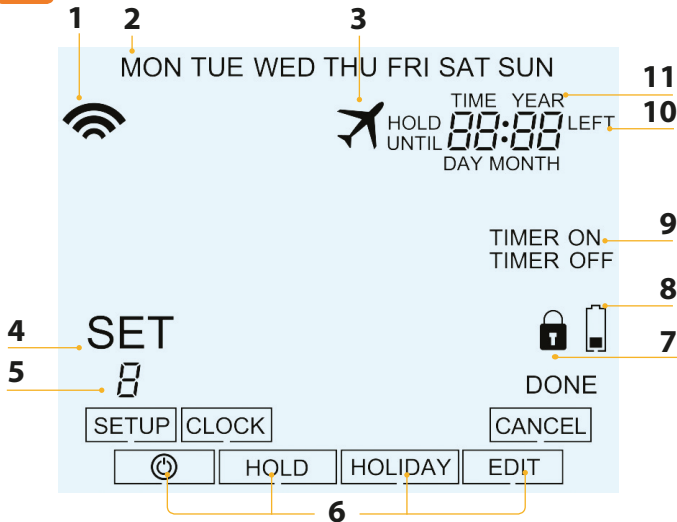 1 2 3
MON TUE WED THU FRI SAT SUN
11
TIME YEAR
10
HOLD 88:88 LEFT
UNTIL
DAY MONTH
9
TIMER ON
TIMER OFF
8
4
SET
7
5
8
DONE
SETUP CLOCK CANCEL
HOLD HOLIDAY EDIT
6